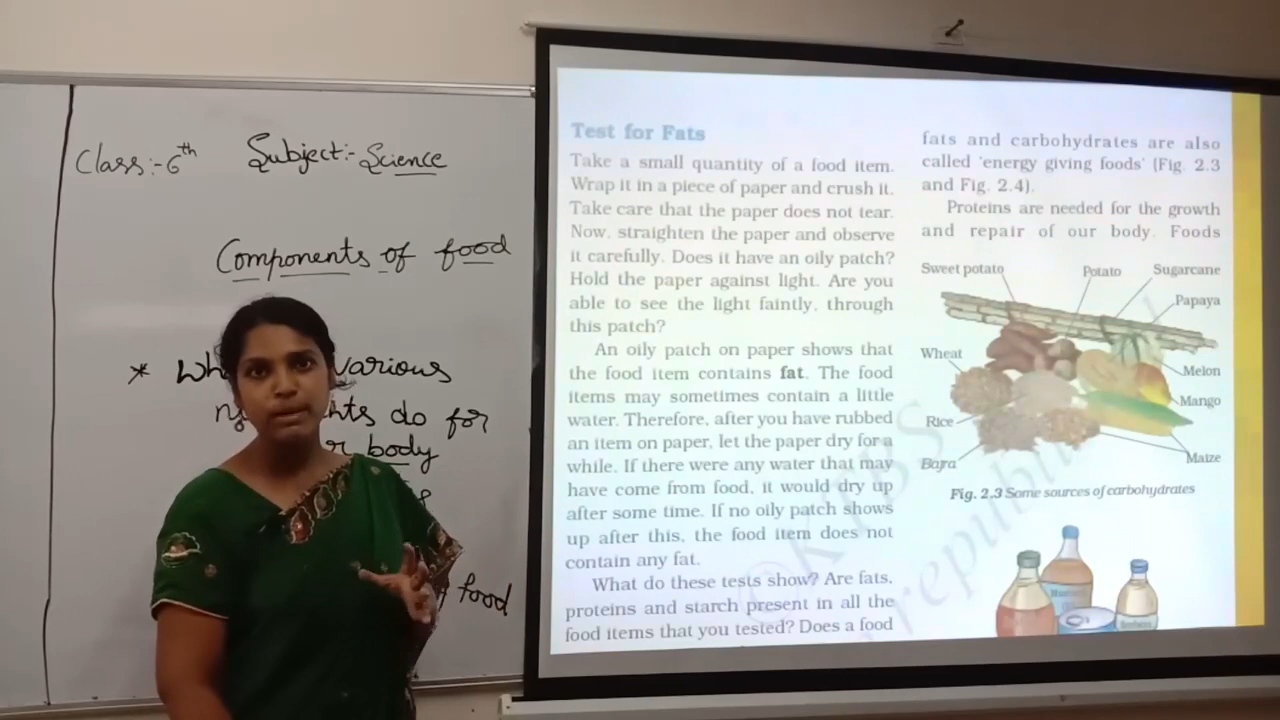 Class:- 6th Subject:- Science
Components of food
* various
do for
body
food
Test for Fats
Take a small quantity of a food item.
Wrap it in a piece of paper and crush it.
Take care that the paper does not tear.
Now, straighten the paper and observe
it carefully. Does it have an oily patch?
Hold the paper against light. Are you
able to see the light faintly, through
this patch?
An oily patch on paper shows that
the food item contains fat. The food
items may sometimes contain a little
water. Therefore, after you have rubbed
an item on paper, let the paper dry for a
while. If there were any water that may
have come from food, it would dry up
after some time. If no oily patch shows
up after this, the food item does not
contain any fat.
What do these tests show? Are fats,
proteins and starch present in all the
food items that you tested? Does a food
fats and carbohydrates are also
called 'energy giving foods' (Fig. 2.3
and Fig. 2.4).
Proteins are needed for the growth
and repair of our body. Foods
Sweet potato Potato Sugarcane
Papaya
Wheat
Melon
Mango
Rice
Bajra Maize
Fig. 2.3 Some sources of carbohydrates